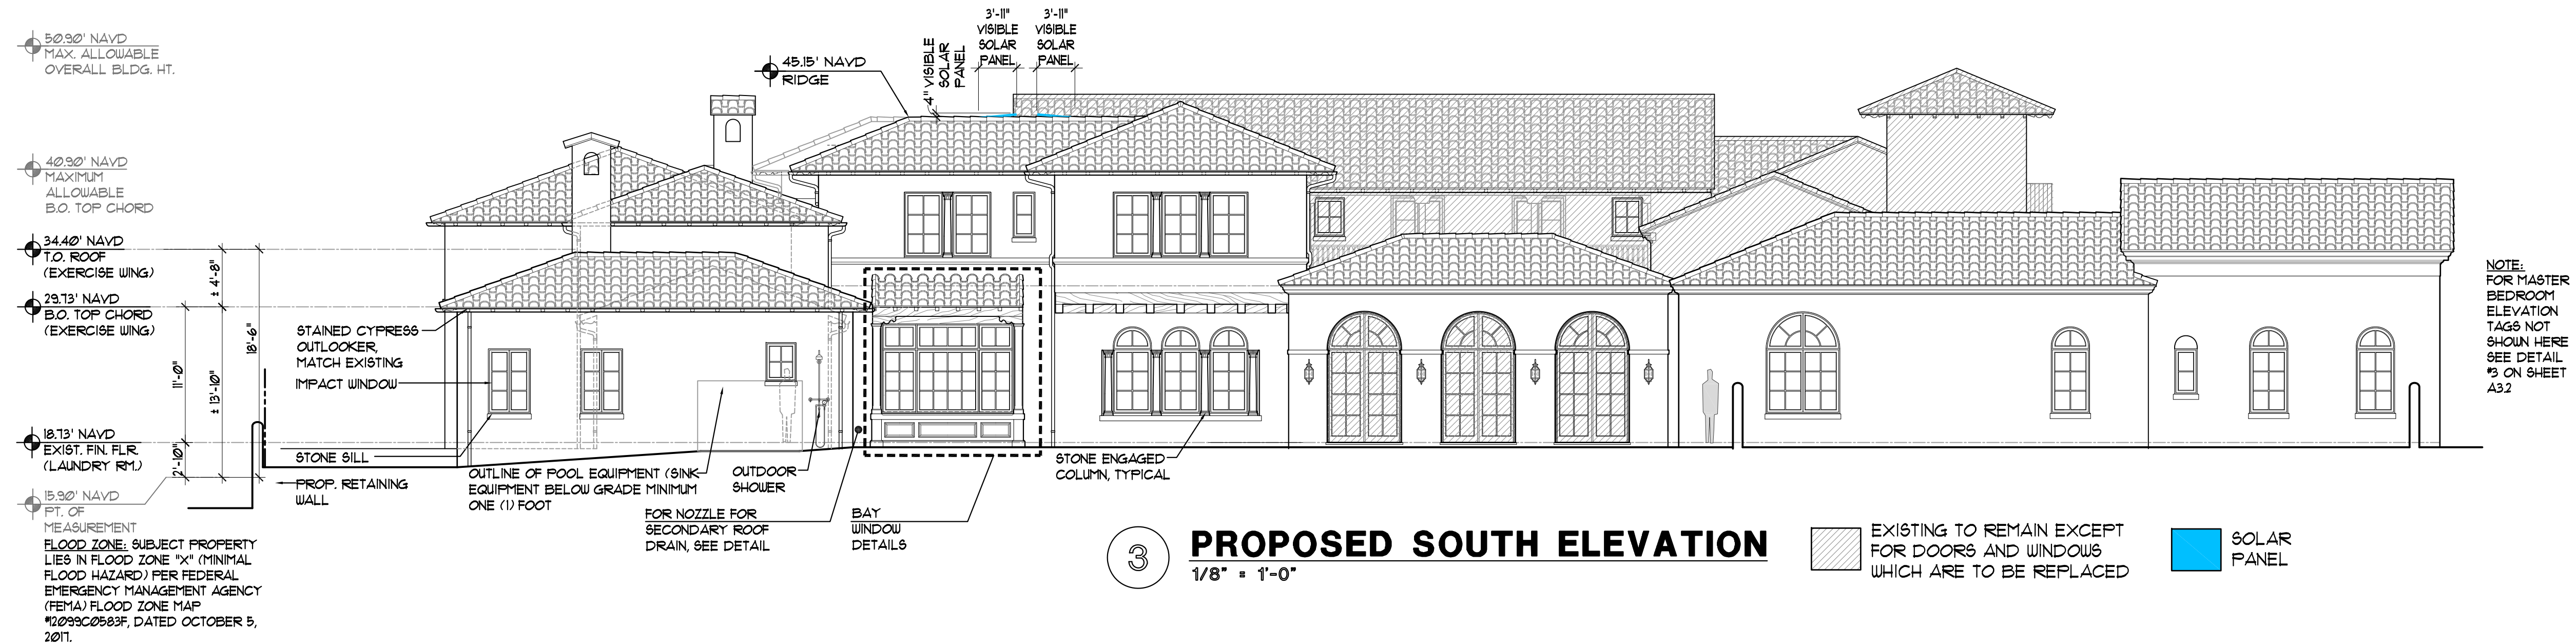 50.90' NAVD
MAX. ALLOWABLE
OVERALL BLDG. HT.
40.90' NAVD
MAXIMUM
ALLOWABLE
B.O. TOP CHORD
34.40' NAVD
T.O. ROOF
(EXERCISE WING)
29.73' NAVD
B.O. TOP CHORD
(EXERCISE WING)
18.73' NAVD
EXIST. FIN. FLR.
(LAUNDRY RM.)
15.90' NAVD
PT. OF
MEASUREMENT
FLOOD ZONE: SUBJECT PROPERTY
LIES IN FLOOD ZONE "X" (MINIMAL
FLOOD HAZARD) PER FEDERAL
EMERGENCY MANAGEMENT AGENCY
(FEMA) FLOOD ZONE MAP
#12099C0583F, DATED OCTOBER 5,
2017.
11'-0"
2'-10"
± 4'-8"
± 13'-10"
18'-6"
STAINED CYPRESS
OUTLOOKER,
MATCH EXISTING
IMPACT WINDOW
STONE SILL
PROP. RETAINING
WALL
OUTLINE OF POOL EQUIPMENT (SINK
EQUIPMENT BELOW GRADE MINIMUM
ONE (1) FOOT
OUTDOOR
SHOWER
FOR NOZZLE FOR
SECONDARY ROOF
DRAIN, SEE DETAIL
BAY
WINDOW
DETAILS
45.15' NAVD
RIDGE
4" VISIBLE
SOLAR
PANEL
3'-11"
VISIBLE
SOLAR
PANEL
3'-11"
VISIBLE
SOLAR
PANEL
STONE ENGAGED
COLUMN, TYPICAL
NOTE:
FOR MASTER
BEDROOM
ELEVATION
TAGS NOT
SHOWN HERE
SEE DETAIL
#3 ON SHEET
A3.2
3
PROPOSED SOUTH ELEVATION
1/8" = 1'-0"
EXISTING TO REMAIN EXCEPT
FOR DOORS AND WINDOWS
WHICH ARE TO BE REPLACED
SOLAR
PANEL